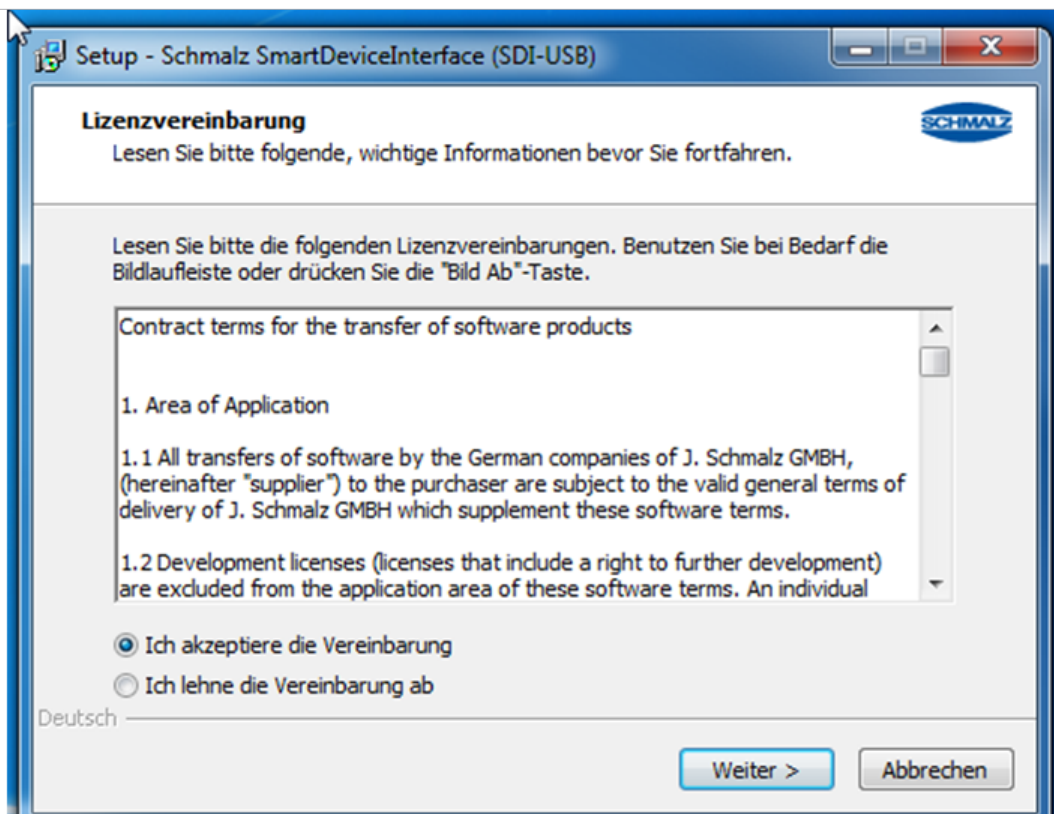 Setup - Schmalz SmartDeviceInterface (SDI-USB)
Lizenzvereinbarung
SCHMALZ
Lesen Sie bitte folgende, wichtige Informationen bevor Sie fortfahren.
Lesen Sie bitte die folgenden Lizenzvereinbarungen. Benutzen Sie bei Bedarf die
Bildlaufleiste oder drücken Sie die "Bild Ab"-Taste.
Contract terms for the transfer of software products
1. Area of Application
1.1 All transfers of software by the German companies of J. Schmalz GMBH,
(hereinafter "supplier") to the purchaser are subject to the valid general terms of
delivery of J. Schmalz GMBH which supplement these software terms.
1.2 Development licenses (licenses that include a right to further development)
are excluded from the application area of these software terms. An individual
Ich akzeptiere die Vereinbarung
Ich lehne die Vereinbarung ab
Deutsch
Weiter > Abbrechen